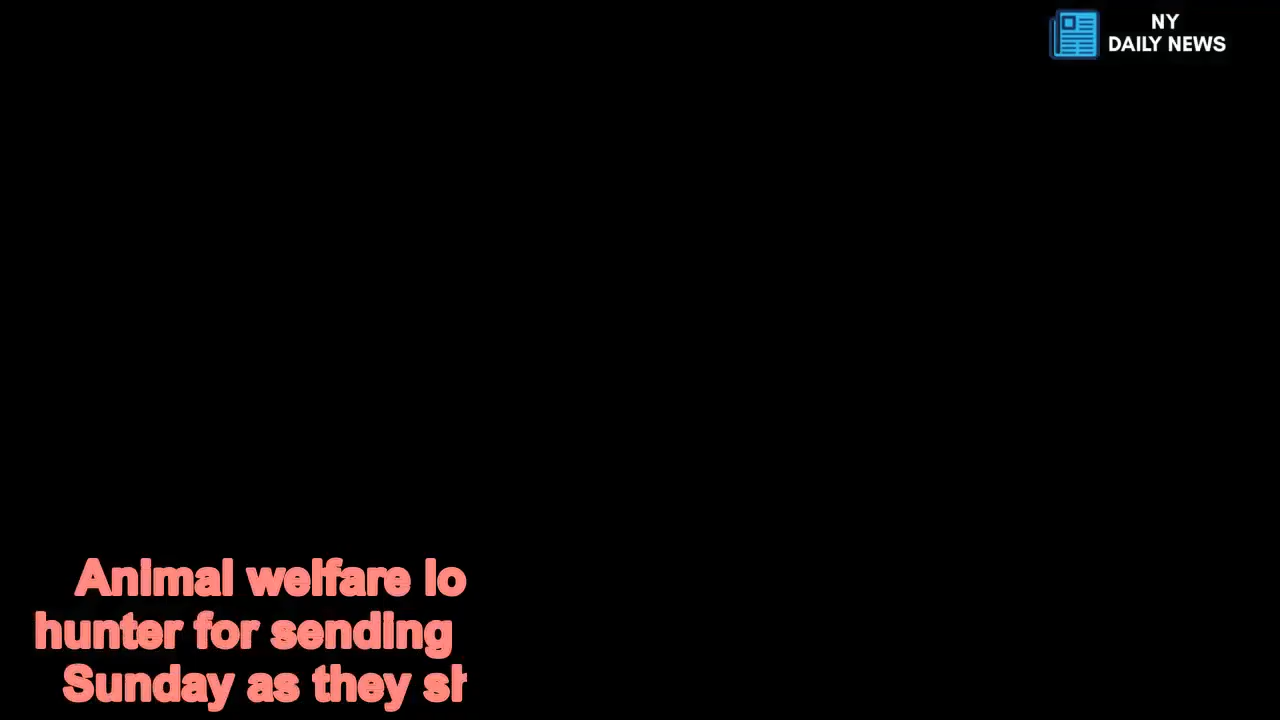 NY
DAILY NEWS
Animal welfare lo
hunter for sending
Sunday as they sh